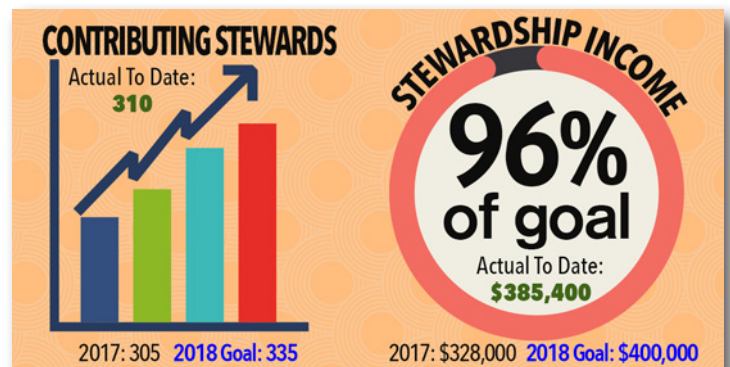 CONTRIBUTING STEWARDS
Actual To Date:
310
2017: 305 2018 Goal: 335
STEWARDSHIP INCOME
96%
of goal
Actual To Date:
$385,400
2017: $328,000 2018 Goal: $400,000